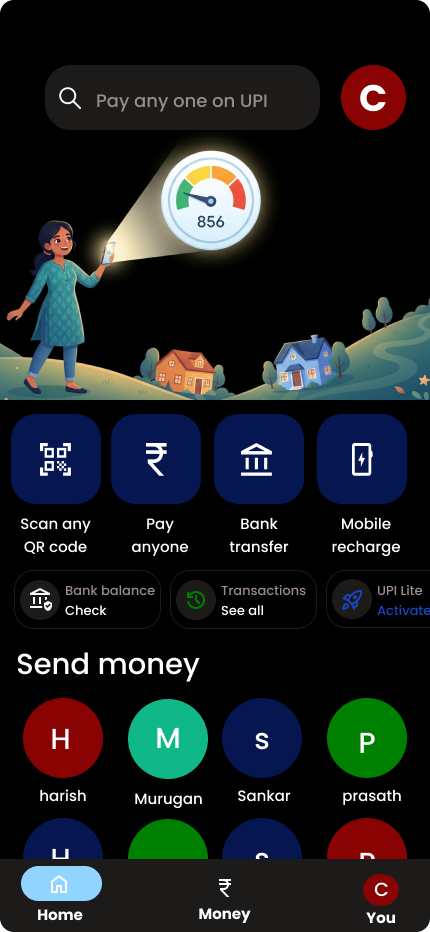 Pay any one on UPI
C
856
Scan any
QR code
Pay
anyone
Bank
transfer
Mobile
recharge
Bank balance
Check
Transactions
See all
UPI Lite
Activate
Send money
H
M
s
P
harish
Murugan
Sankar
prasath
H
s
P
Home
₹
Money
C
You